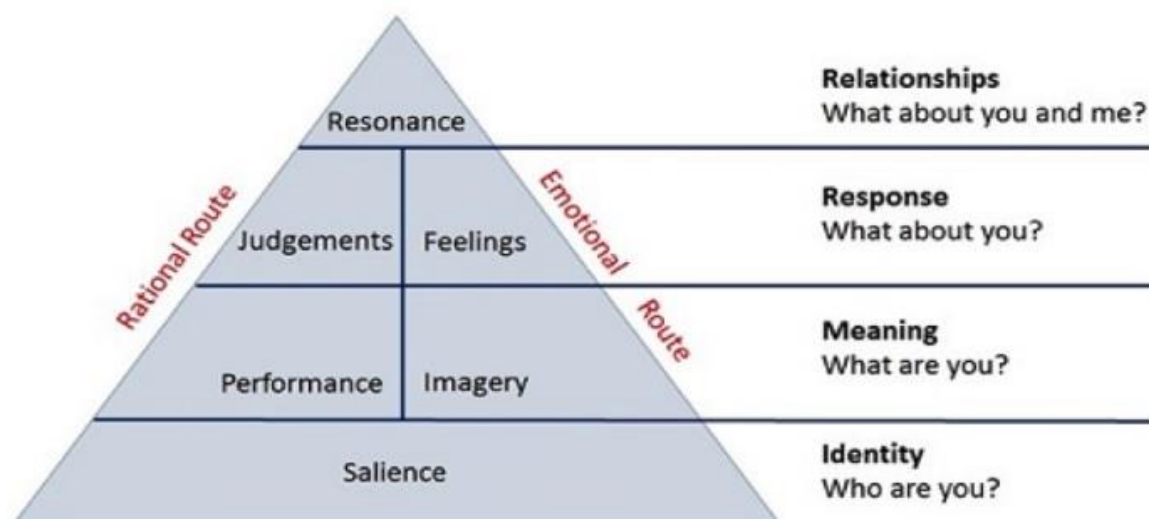 Relationships
What about you and me?
Resonance
Rational Route
Emotional Route
Response
What about you?
Judgements
Feelings
Meaning
What are you?
Performance
Imagery
Identity
Who are you?
Salience